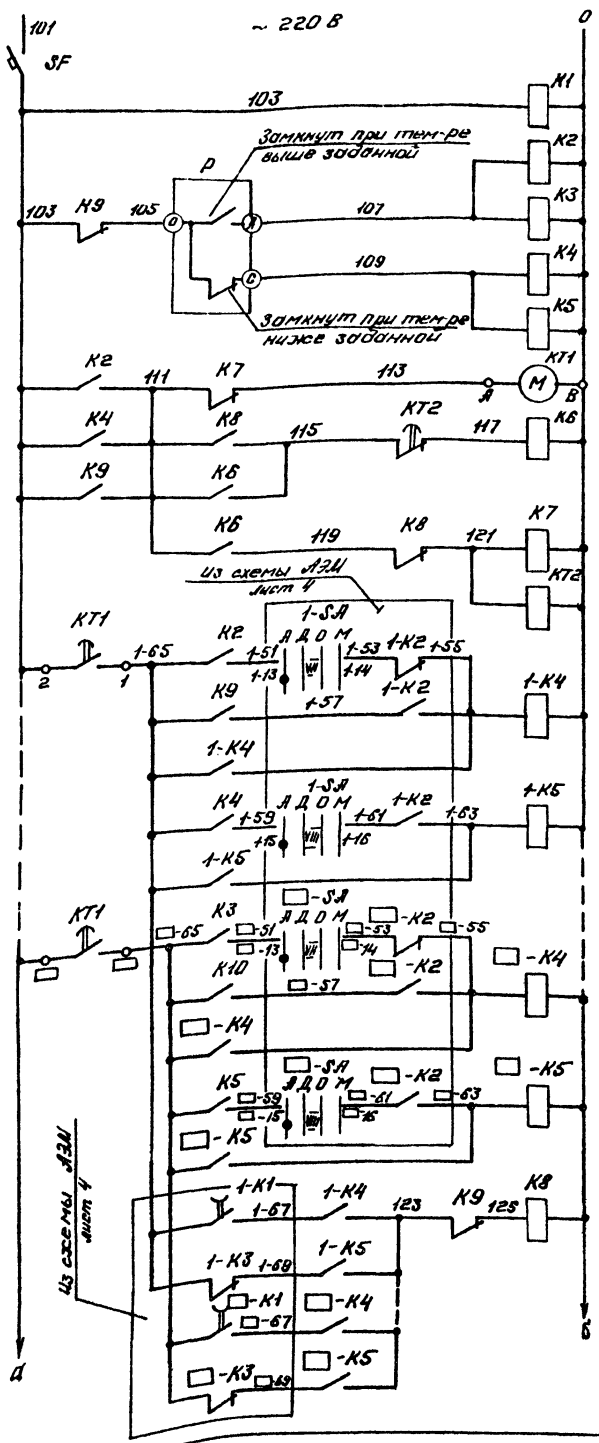 101
~ 220 В
0
SF
103
К1
Замкнут при тем-ре
выше заданной
К2
Р
103
К9
105
0
Л
107
К3
С
109
К4
Замкнут при тем-ре
ниже заданной
К5
К2
111
К7
113
А
М
КТ1
В
К4
К8
115
КТ2
117
К6
К9
К6
К6
119
К8
121
К7
Из схемы АЭМ
лист 4
КТ2
1-SA
КТ1
2
1
1-65
К2
1-51
1-13
А Д О М
1-53
1-14
1-К2
1-55
К9
1-57
1-К2
1-К4
1-К4
1-SA
К4
1-59
1-15
А Д О М
1-61
1-16
1-К2
1-63
1-К5
1-К5
-SA
КТ1
-65
К3
-51
-13
А Д О М
-53
-14
-К2
-55
К10
-57
-К2
-К4
-К4
-SA
К5
-59
-15
А Д О М
-61
-16
-К2
-63
-К5
-К5
Из схемы АЭМ
лист 4
1-К1
1-67
1-К4
123
К9
125
К8
1-К3
1-69
1-К5
-К1
-67
-К4
-К3
-69
-К5
а
б